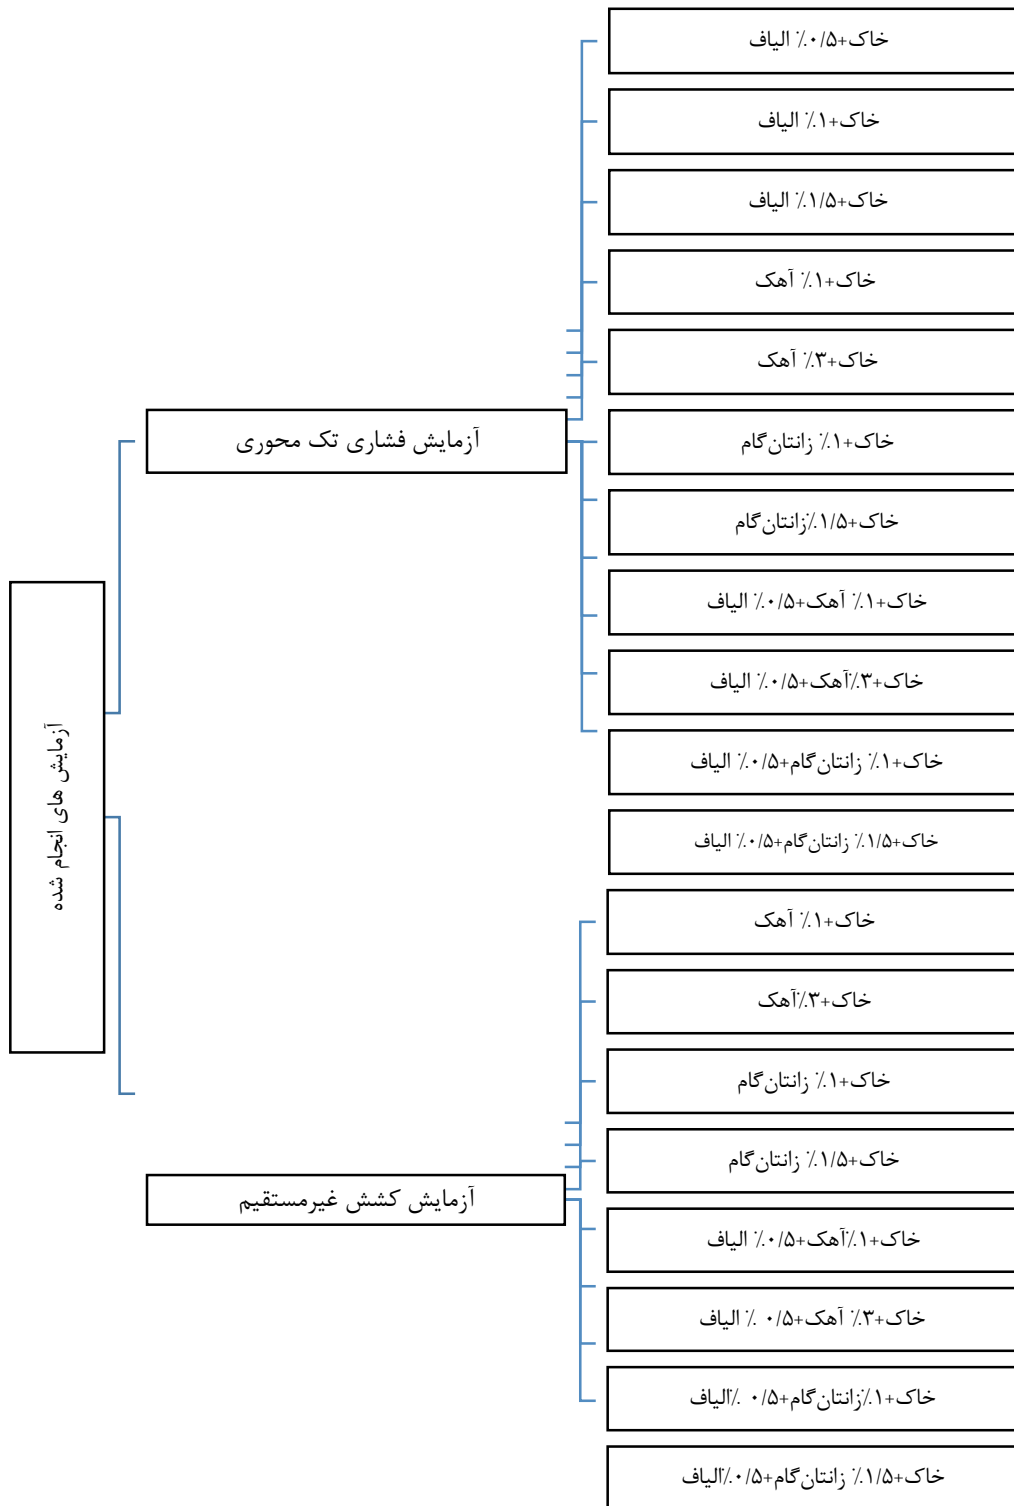 آزمایش های انجام شده
آزمایش فشاری تک محوری
خاک+۰/۵٪ الیاف
خاک+۱٪ الیاف
خاک+۱/۵٪ الیاف
خاک+۱٪ آهک
خاک+۳٪ آهک
خاک+۱٪ زانتان‌گام
خاک+۱/۵٪زانتان‌گام
خاک+۱٪ آهک+۰/۵٪ الیاف
خاک+۳٪آهک+۰/۵٪ الیاف
خاک+۱٪ زانتان‌گام+۰/۵٪ الیاف
خاک+۱/۵٪ زانتان‌گام+۰/۵٪ الیاف
آزمایش کشش غیرمستقیم
خاک+۱٪ آهک
خاک+۳٪آهک
خاک+۱٪ زانتان‌گام
خاک+۱/۵٪ زانتان‌گام
خاک+۱٪آهک+۰/۵٪ الیاف
خاک+۳٪ آهک+۰/۵ ٪ الیاف
خاک+۱٪زانتان‌گام+۰/۵ ٪الیاف
خاک+۱/۵٪ زانتان‌گام+۰/۵٪الیاف